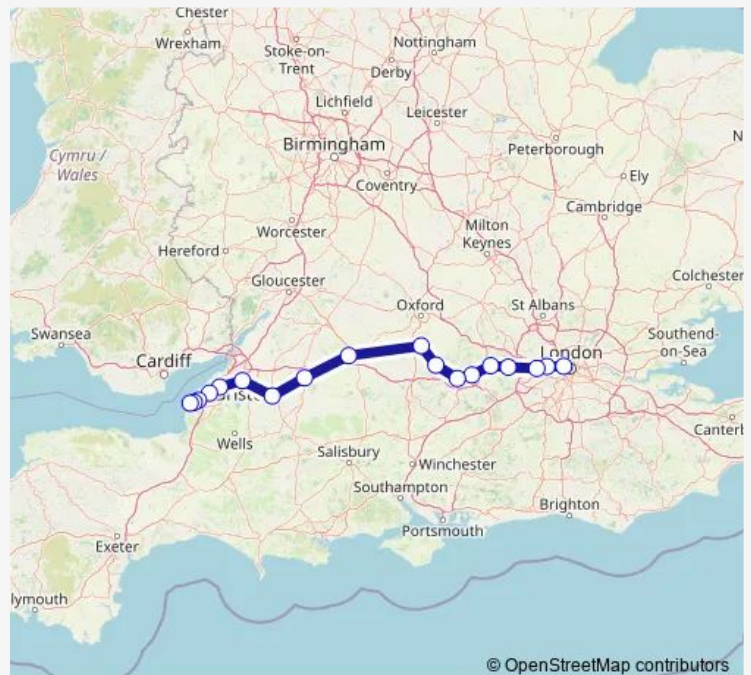 Chester
Wrexham
Stoke-on-
Trent
Nottingham
Derby
Lichfield
Leicester
Birmingham
Peterborough
N
Cymru /
Wales
Coventry
Ely
Cambridge
Worcester
Milton
Keynes
Hereford
Gloucester
Colchester
Oxford
St Albans
Swansea
Cardiff
London
Southend-
on-Sea
Wells
Salisbury
Winchester
Canterb
Southampton
Brighton
Portsmouth
Exeter
lymouth
© OpenStreetMap contributors